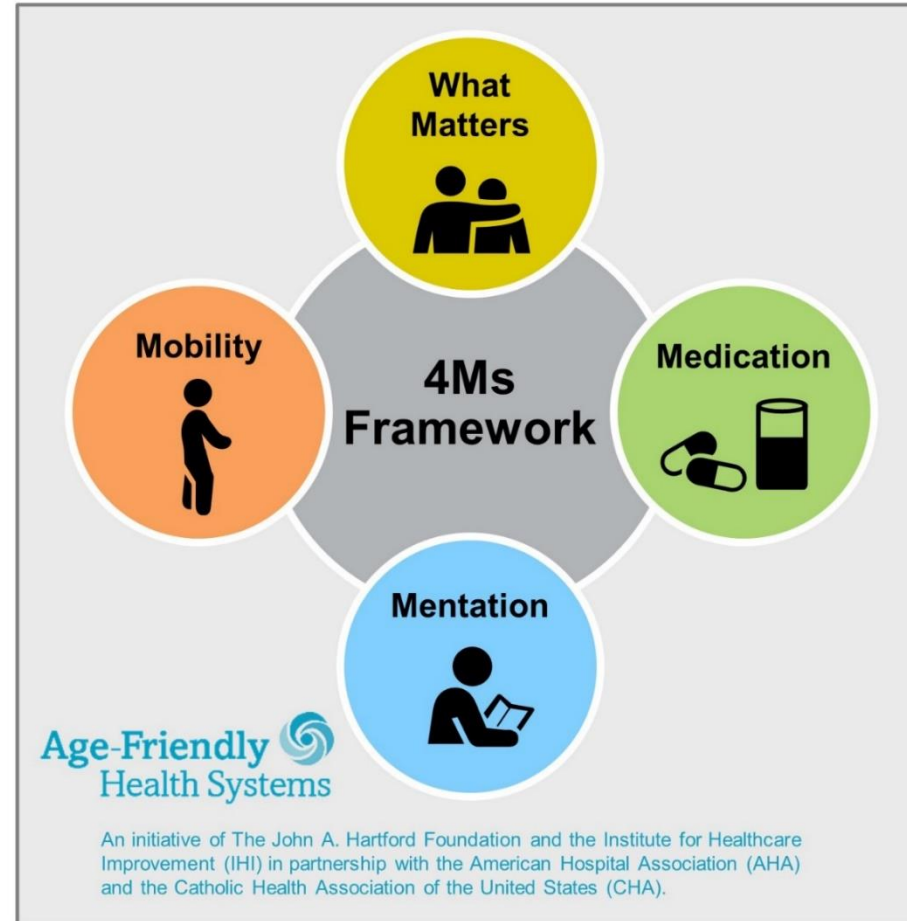 What
Matters
Mobility
4Ms
Framework
Medication
Mentation
Age-Friendly
Health Systems
An initiative of The John A. Hartford Foundation and the Institute for Healthcare
Improvement (IHI) in partnership with the American Hospital Association (AHA)
and the Catholic Health Association of the United States (CHA).